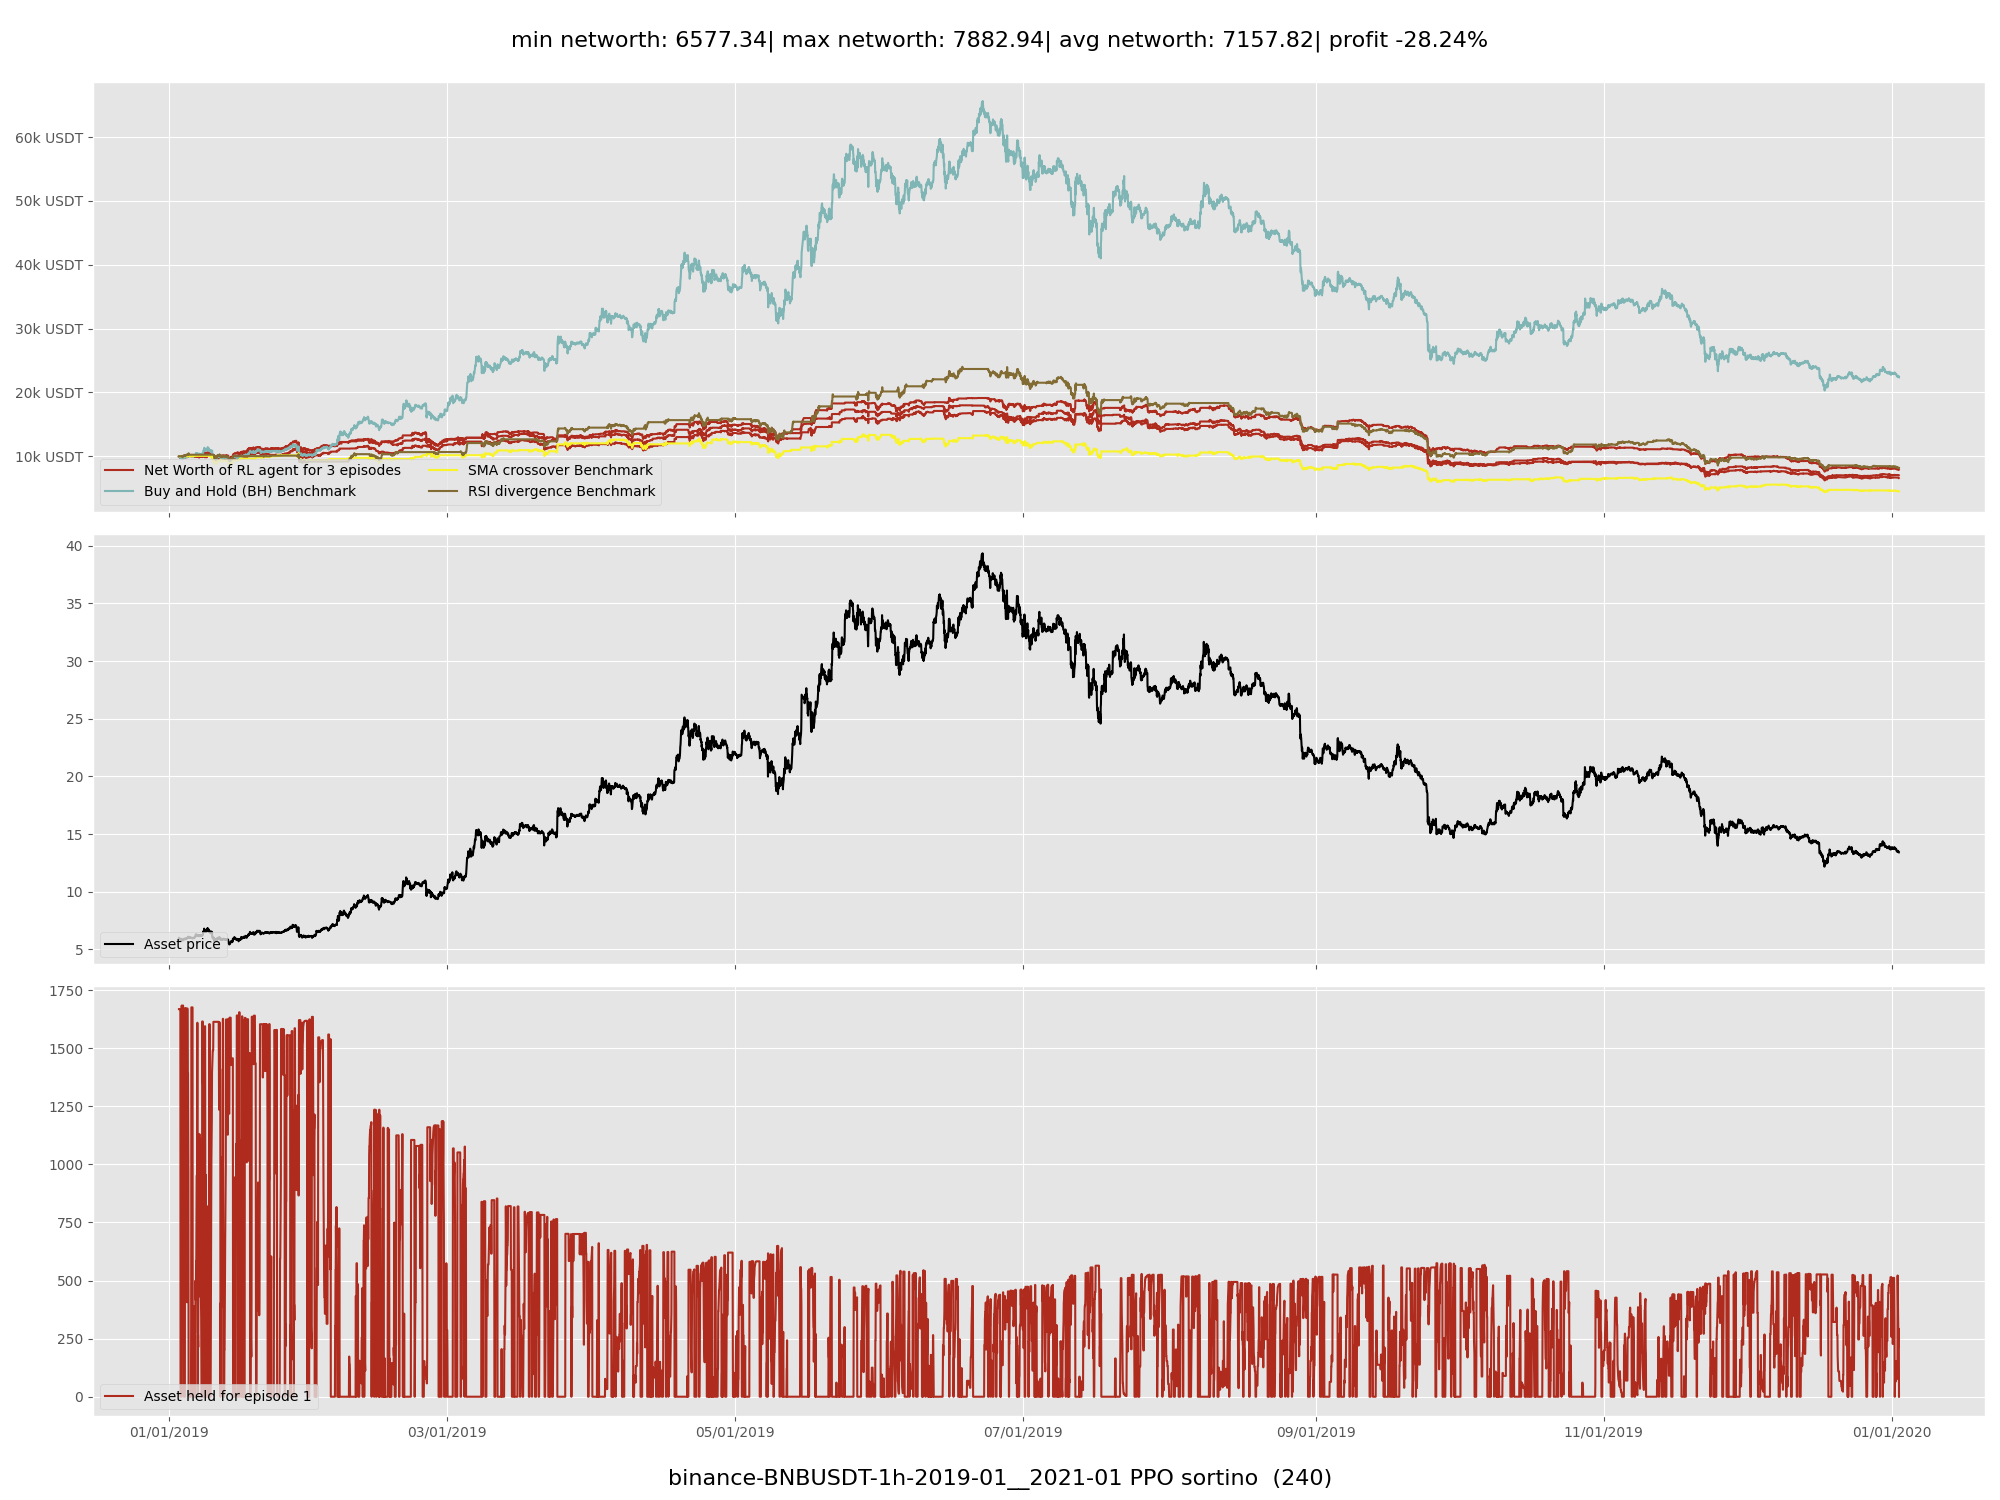 min networth: 6577.34| max networth: 7882.94| avg networth: 7157.82| profit -28.24%
60k USDT
50k USDT
40k USDT
30k USDT
20k USDT
10k USDT
Net Worth of RL agent for 3 episodes
Buy and Hold (BH) Benchmark
SMA crossover Benchmark
RSI divergence Benchmark
40
35
30
25
20
15
10
5
Asset price
1750
1500
1250
1000
750
500
250
0
Asset held for episode 1
01/01/2019 03/01/2019 05/01/2019 07/01/2019 09/01/2019 11/01/2019 01/01/2020
binance-BNBUSDT-1h-2019-01__2021-01 PPO sortino (240)